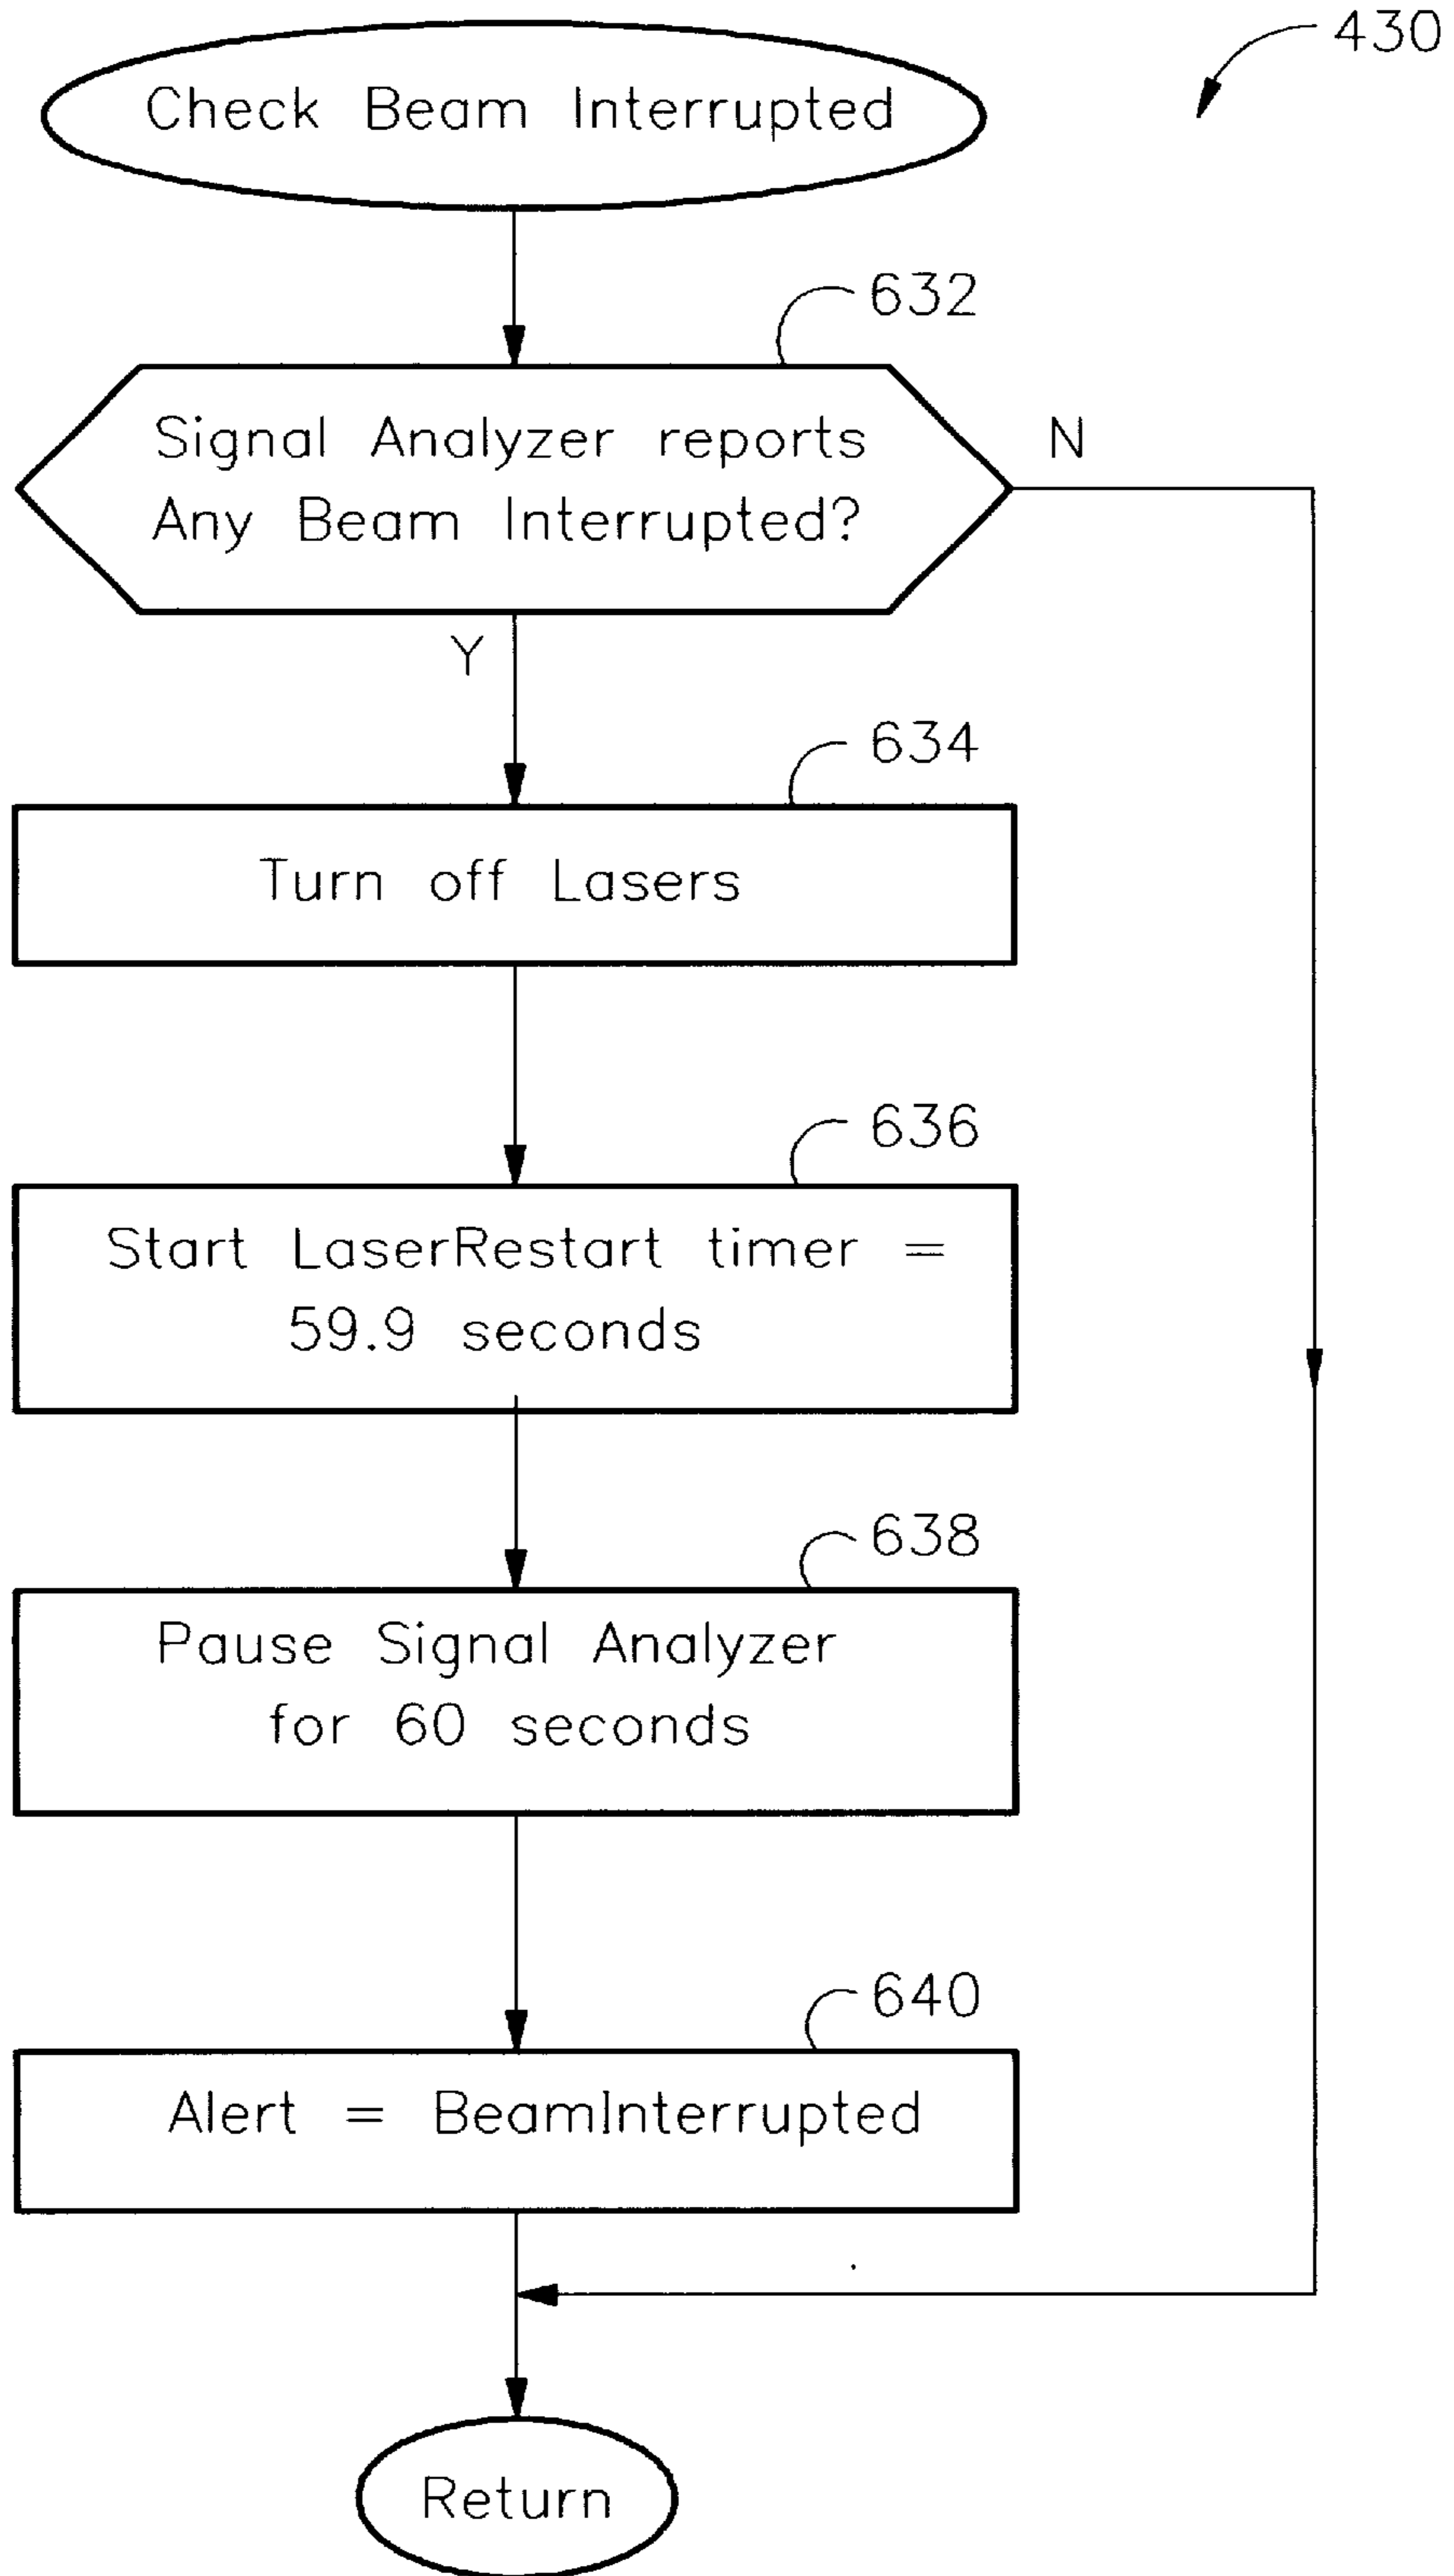 430
Check Beam Interrupted
632
Signal Analyzer reports
Any Beam Interrupted?
N
Y
634
Turn off Lasers
636
Start LaserRestart timer =
59.9 seconds
638
Pause Signal Analyzer
for 60 seconds
640
Alert = BeamInterrupted
Return